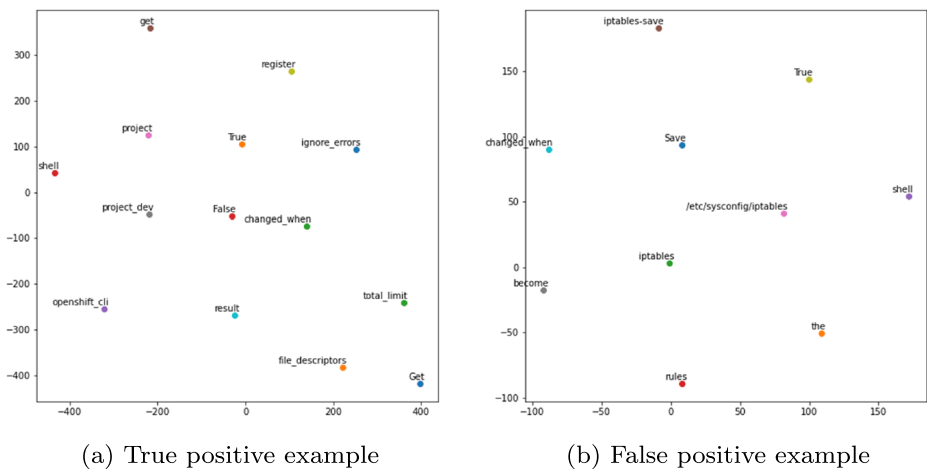 get
iptables-save
300
register
150
True
200
project
True
ignore_errors
100
100
changed_when
Save
shell
0
shell
50
/etc/sysconfig/iptables
project_dev
False
changed_when
−100
iptables
0
become
openshift_cli
result
total_limit
−200
−300
−50
the
file_descriptors
Get
−400
rules
−100
−400
−200
0
200
400
−100
−50
0
50
100
150
(a) True positive example
(b) False positive example